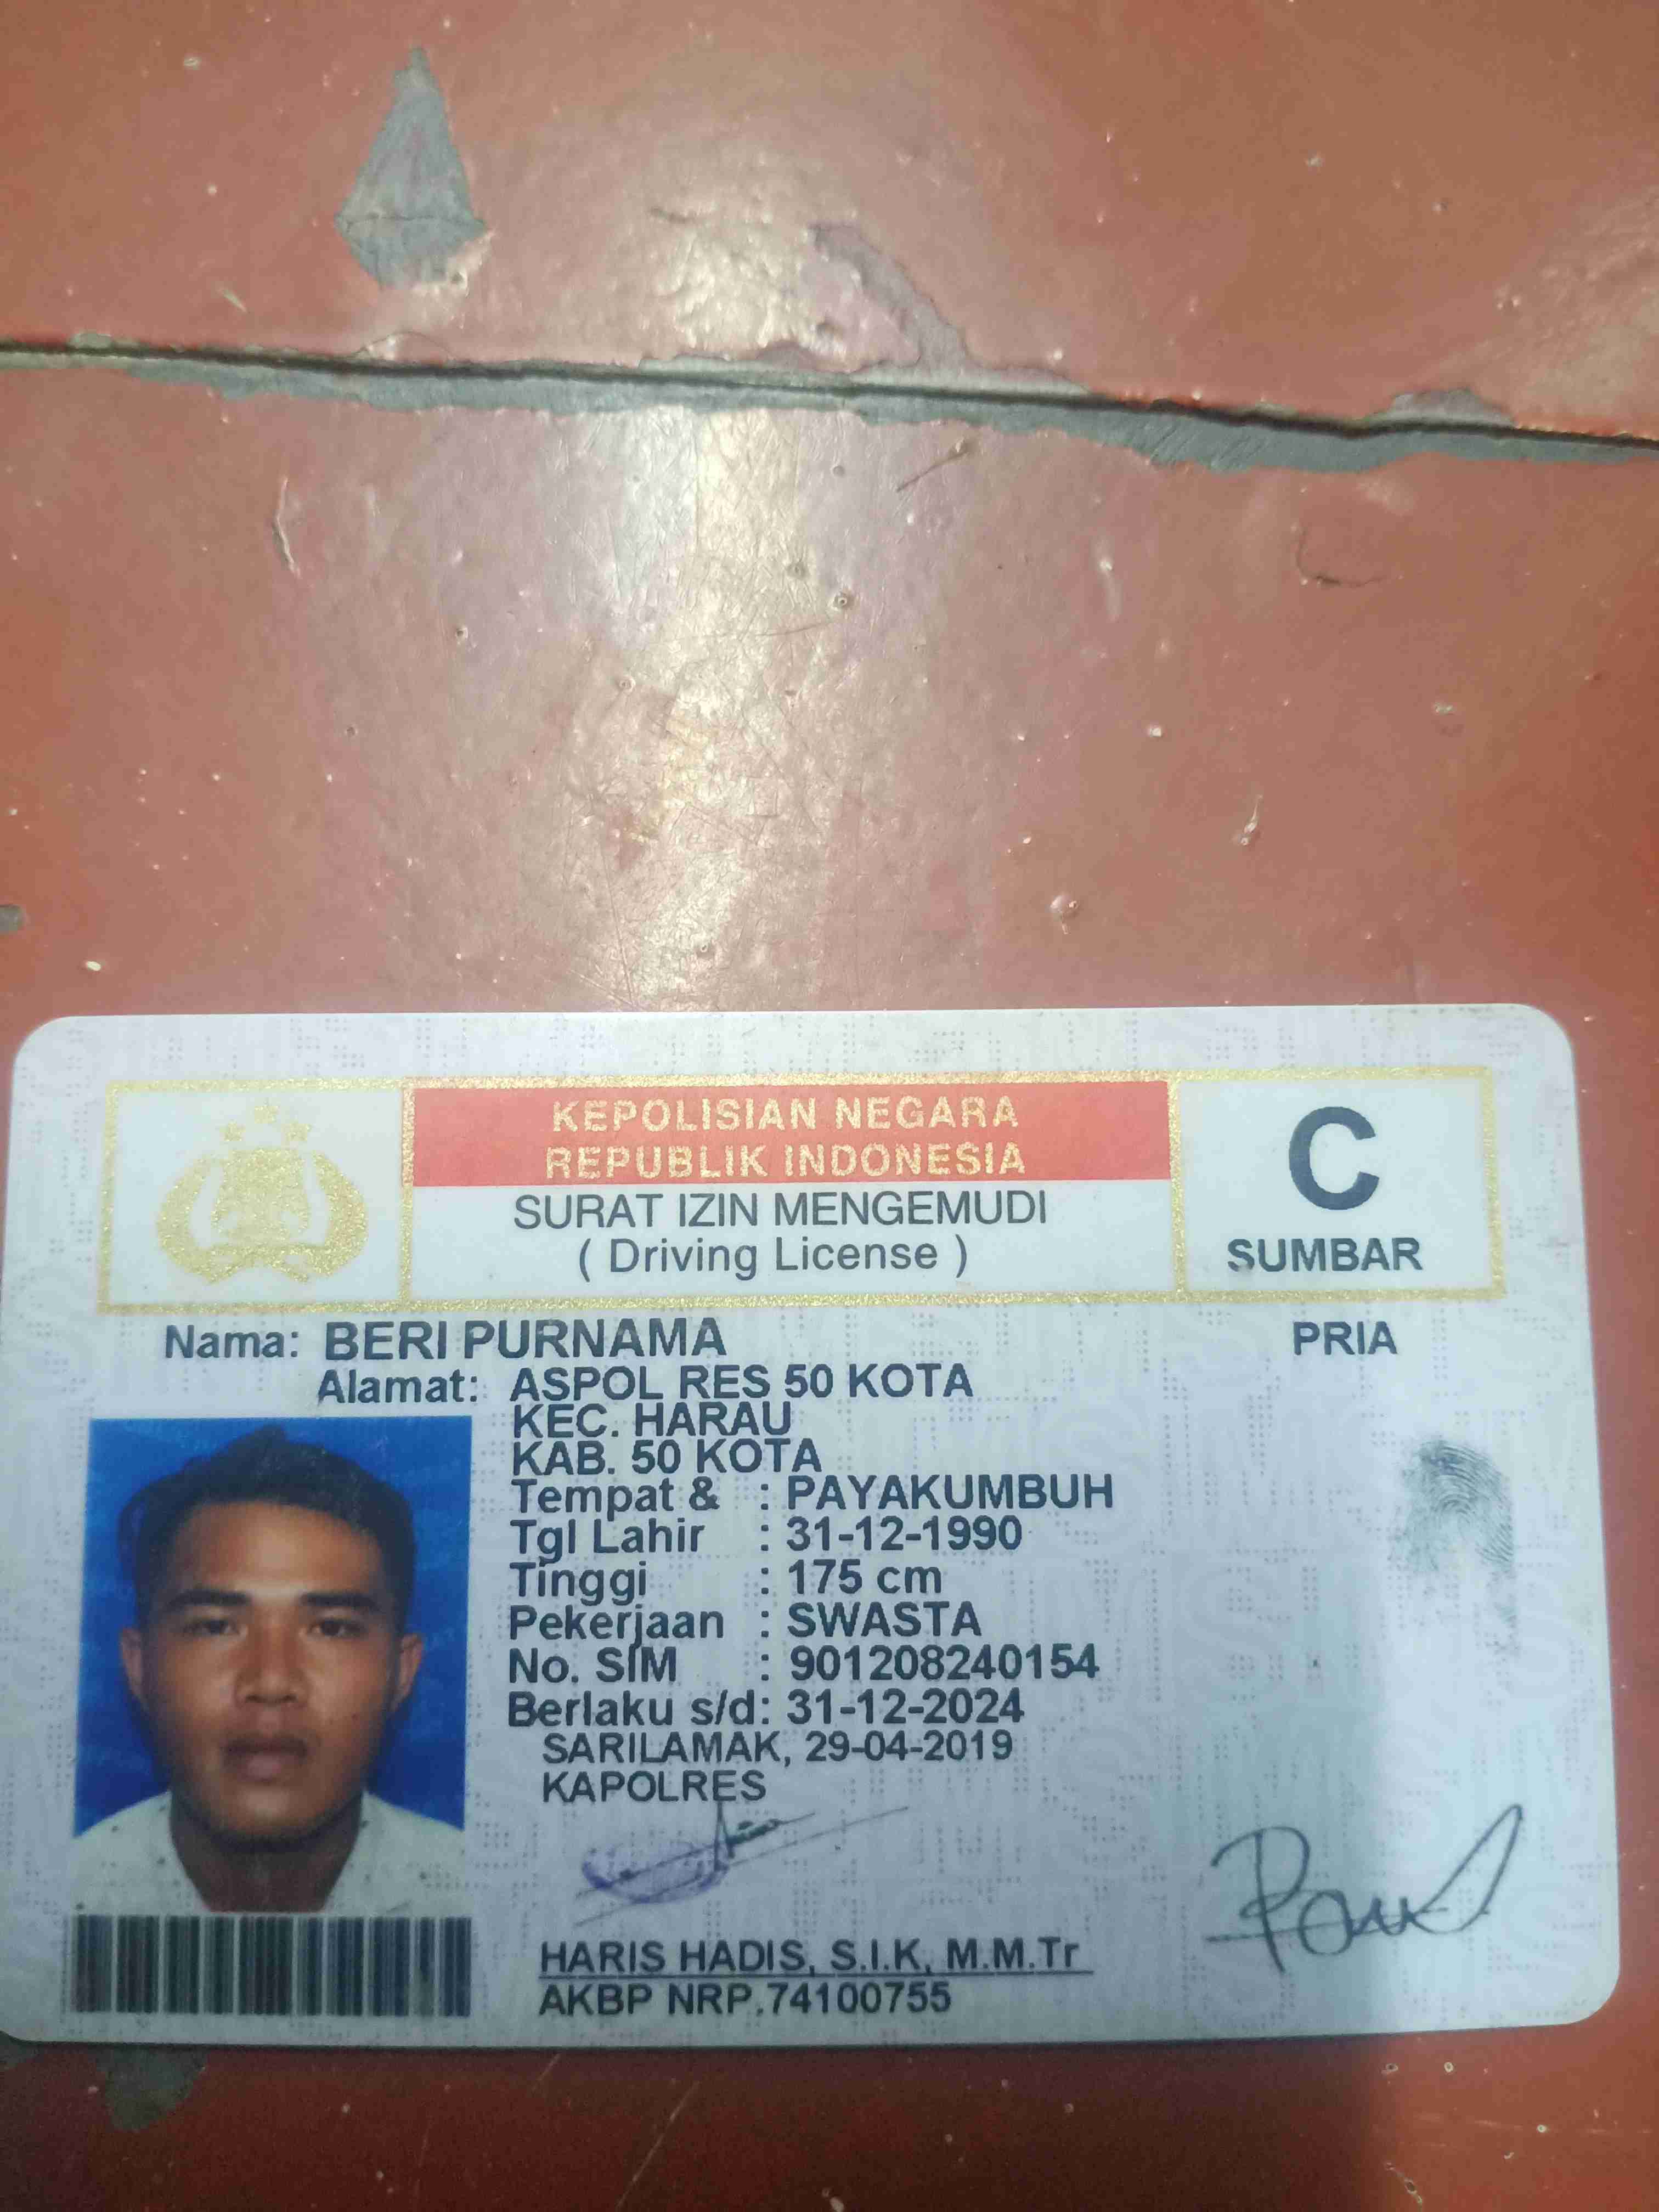 KEPOLISIAN NEGARA
REPUBLIK INDONESIA
SURAT IZIN MENGEMUDI
( Driving License )
C
SUMBAR
Nama: BERI PURNAMA
PRIA
Alamat: ASPOL RES 50 KOTA
KEC. HARAU
KAB. 50 KOTA
Tempat & : PAYAKUMBUH
Tgl Lahir : 31-12-1990
Tinggi : 175 cm
Pekerjaan : SWASTA
No. SIM : 901208240154
Berlaku s/d: 31-12-2024
SARILAMAK, 29-04-2019
KAPOLRES
HARIS HADIS, S.I.K, M.M.Tr
AKBP NRP.74100755